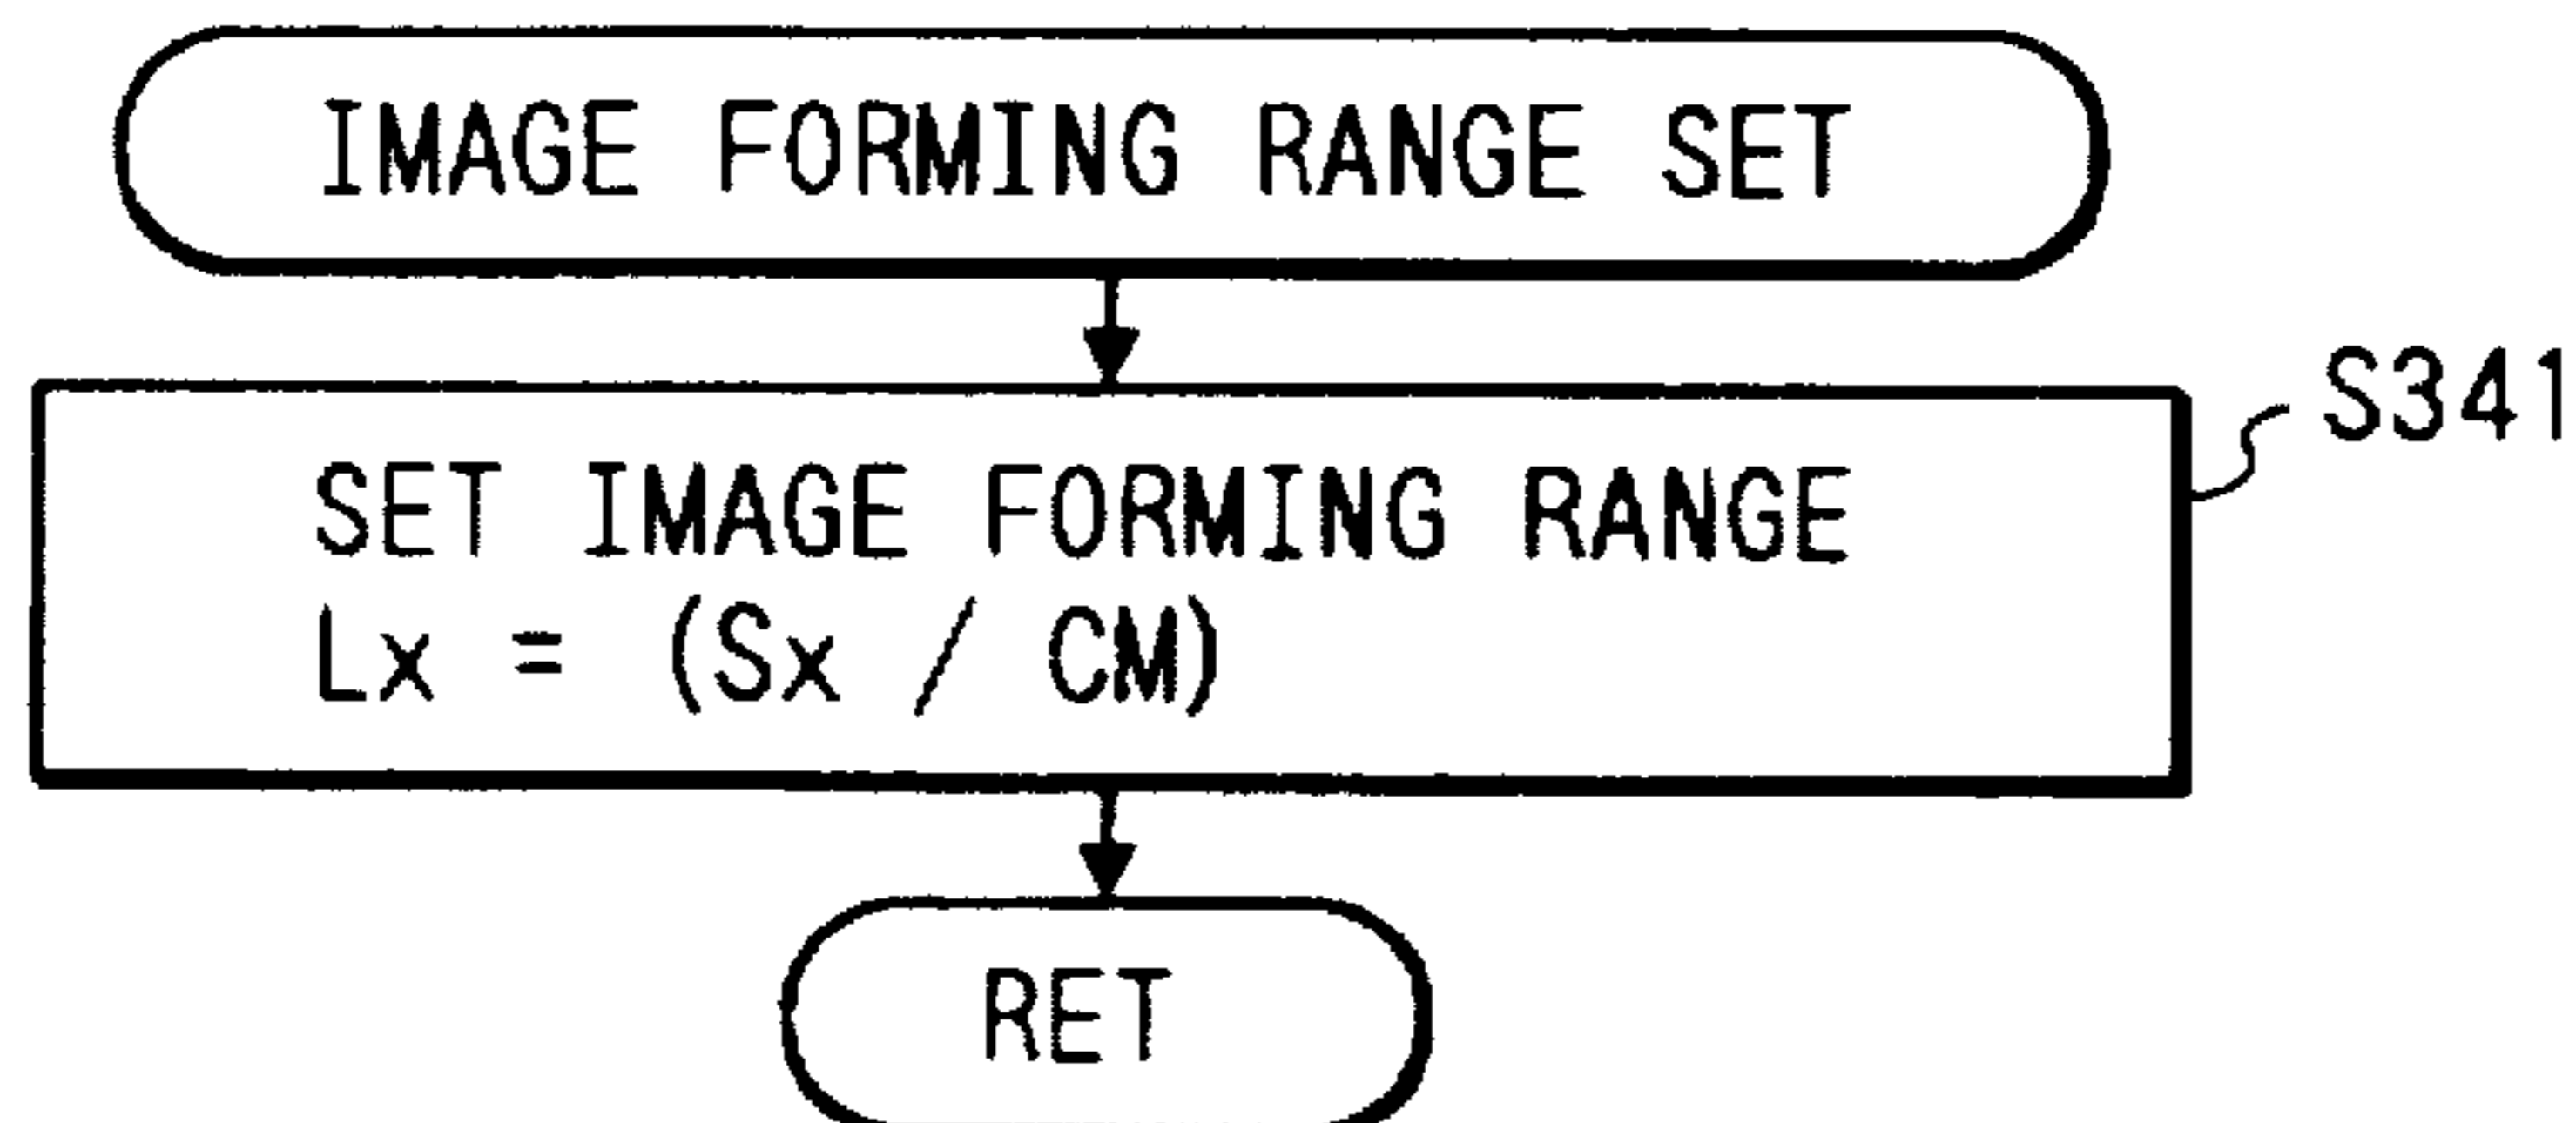 IMAGE FORMING RANGE SET
S341
SET IMAGE FORMING RANGE
Lx = (Sx / CM)
RET